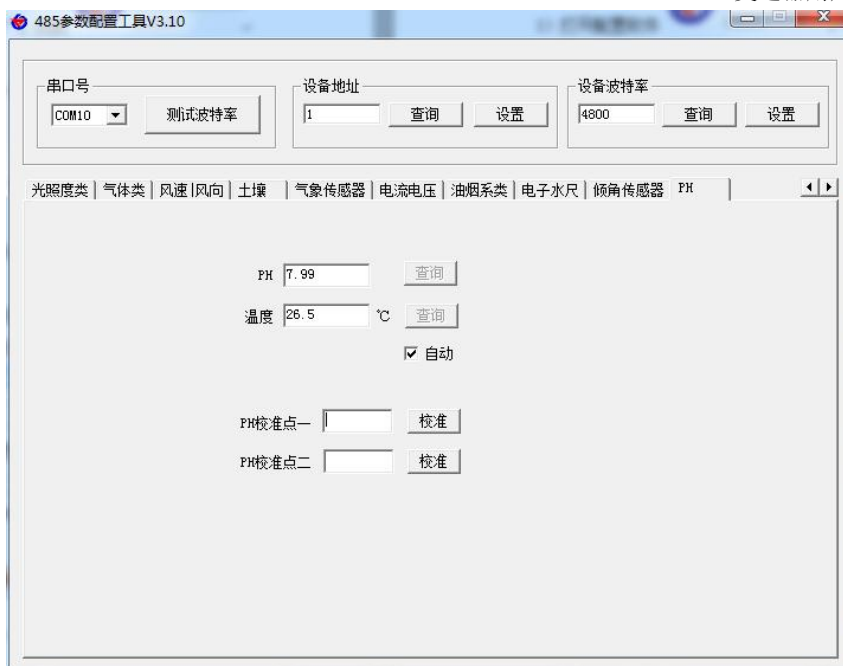 485参数配置工具V3.10
串口号
COM10
测试波特率
设备地址
1
查询
设置
设备波特率
4800
查询
设置
光照度类
气体类
风速|风向
土壤
气象传感器
电流电压
油烟系类
电子水尺
倾角传感器
PH
PH 7.99 查询
温度 26.5 ℃ 查询
自动
PH校准点一 校准
PH校准点二 校准